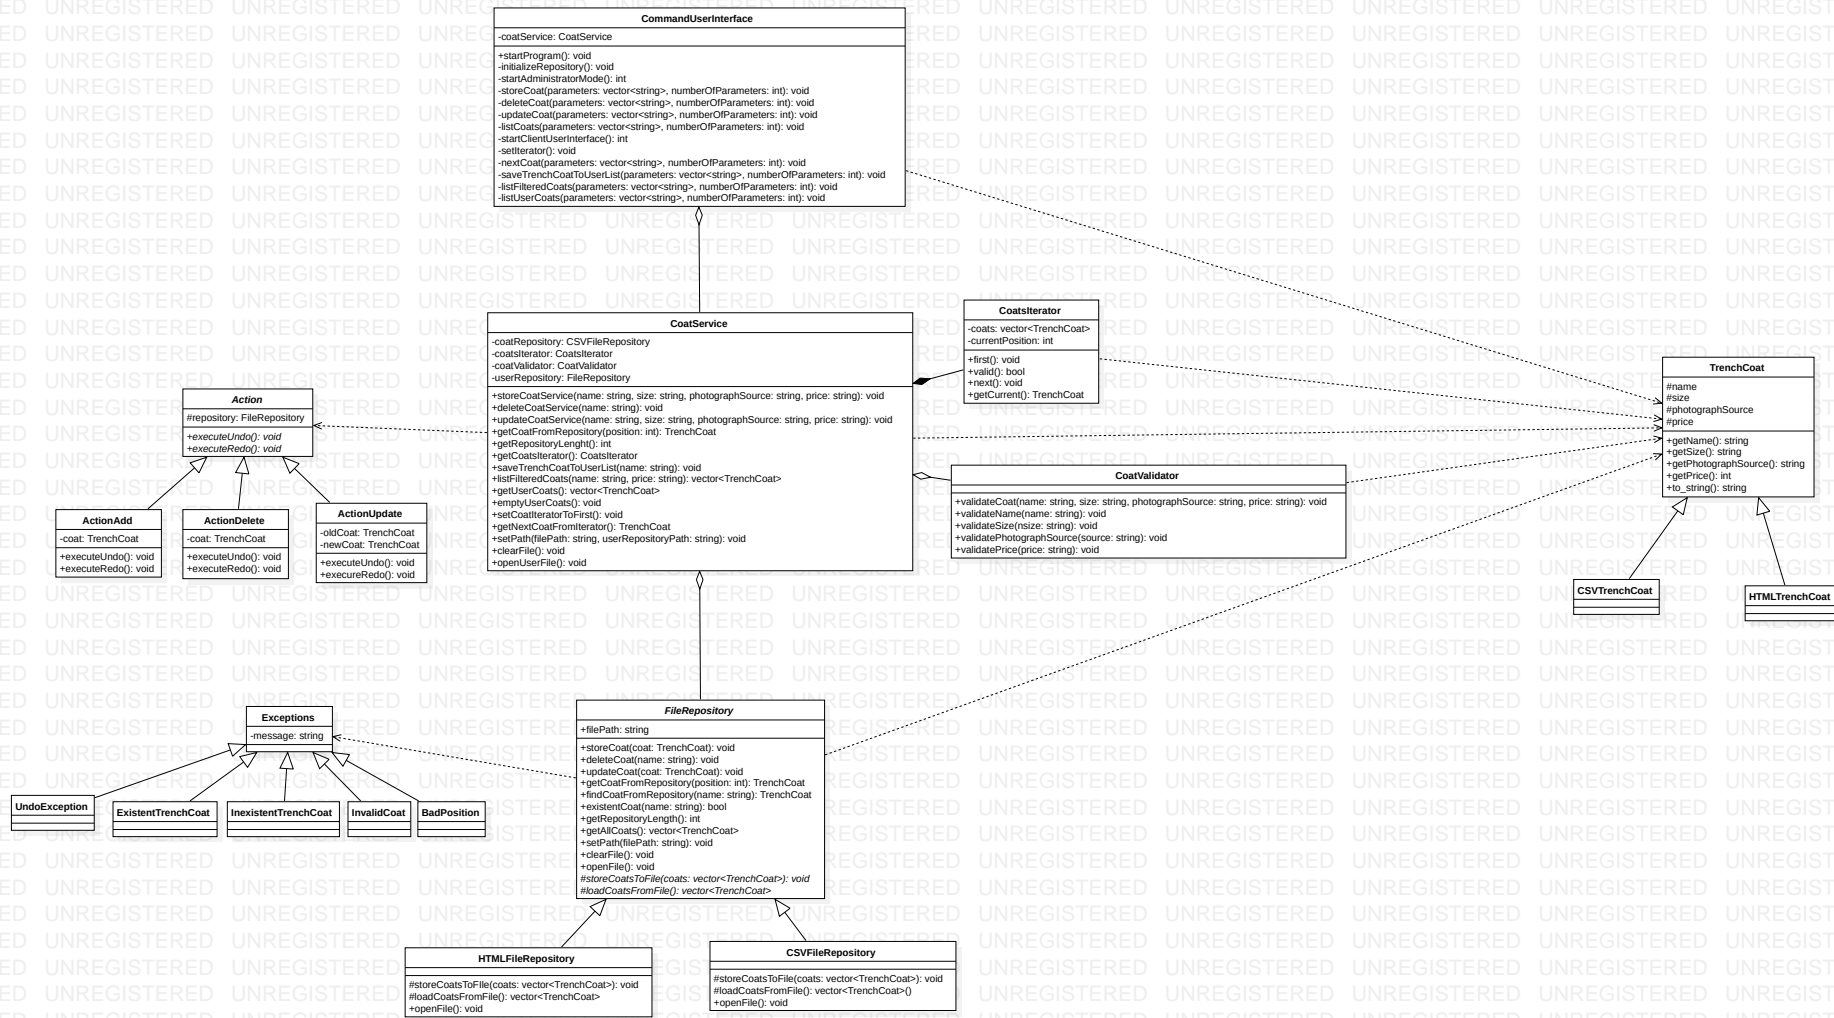 CommandUserInterface
-coatService: CoatService
+startProgram(): void
-initializeRepository(): void
-startAdministratorMode(): int
-storeCoat(parameters: vector<string>, numberOfParameters: int): void
-deleteCoat(parameters: vector<string>, numberOfParameters: int): void
-updateCoat(parameters: vector<string>, numberOfParameters: int): void
-listCoats(parameters: vector<string>, numberOfParameters: int): void
-startClientUserInterface(): int
-setIterator(): void
-nextCoat(parameters: vector<string>, numberOfParameters: int): void
-saveTrenchCoatToUserList(parameters: vector<string>, numberOfParameters: int): void
-listFilteredCoats(parameters: vector<string>, numberOfParameters: int): void
-listUserCoats(parameters: vector<string>, numberOfParameters: int): void
CoatService
-coatRepository: CSVFileRepository
-coatsIterator: CoatsIterator
-coatValidator: CoatValidator
-userRepository: FileRepository
+storeCoatService(name: string, size: string, photographSource: string, price: string): void
+deleteCoatService(name: string): void
+updateCoatService(name: string, size: string, photographSource: string, price: string): void
+getCoatFromRepository(position: int): TrenchCoat
+getRepositoryLenght(): int
+getCoatsIterator(): CoatsIterator
+saveTrenchCoatToUserList(name: string): void
+listFilteredCoats(name: string, price: string): vector<TrenchCoat>
+getUserCoats(): vector<TrenchCoat>
+emptyUserCoats(): void
+setCoatIteratorToFirst(): void
+getNextCoatFromIterator(): TrenchCoat
+setPath(filePath: string, userRepositoryPath: string): void
+clearFile(): void
+openUserFile(): void
CoatsIterator
-coats: vector<TrenchCoat>
-currentPosition: int
+first(): void
+valid(): bool
+next(): void
+getCurrent(): TrenchCoat
TrenchCoat
#name
#size
#photographSource
#price
+getName(): string
+getSize(): string
+getPhotographSource(): string
+getPrice(): int
+to_string(): string
Action
#repository: FileRepository
+executeUndo(): void
+executeRedo(): void
CoatValidator
+validateCoat(name: string, size: string, photographSource: string, price: string): void
+validateName(name: string): void
+validateSize(nsize: string): void
+validatePhotographSource(source: string): void
+validatePrice(price: string): void
ActionAdd
-coat: TrenchCoat
+executeUndo(): void
+executeRedo(): void
ActionDelete
-coat: TrenchCoat
+executeUndo(): void
+executeRedo(): void
ActionUpdate
-oldCoat: TrenchCoat
-newCoat: TrenchCoat
+executeUndo(): void
+execureRedo(): void
CSVTrenchCoat
HTMLTrenchCoat
Exceptions
-message: string
UndoException
ExistentTrenchCoat
InexistentTrenchCoat
InvalidCoat
BadPosition
FileRepository
+filePath: string
+storeCoat(coat: TrenchCoat): void
+deleteCoat(name: string): void
+updateCoat(coat: TrenchCoat): void
+getCoatFromRepository(position: int): TrenchCoat
+findCoatFromRepository(name: string): TrenchCoat
+existentCoat(name: string): bool
+getRepositoryLength(): int
+getAllCoats(): vector<TrenchCoat>
+setPath(filePath: string): void
+clearFile(): void
+openFile(): void
#storeCoatsToFile(coats: vector<TrenchCoat>): void
#loadCoatsFromFile(): vector<TrenchCoat>
HTMLFileRepository
#storeCoatsToFIle(coats: vector<TrenchCoat>): void
#loadCoatsFromFile(): vector<TrenchCoat>
+openFile(): void
CSVFileRepository
#storeCoatsToFile(coats: vector<TrenchCoat>): void
#loadCoatsFromFile(): vector<TrenchCoat>()
+openFile(): void
UNREGISTERED